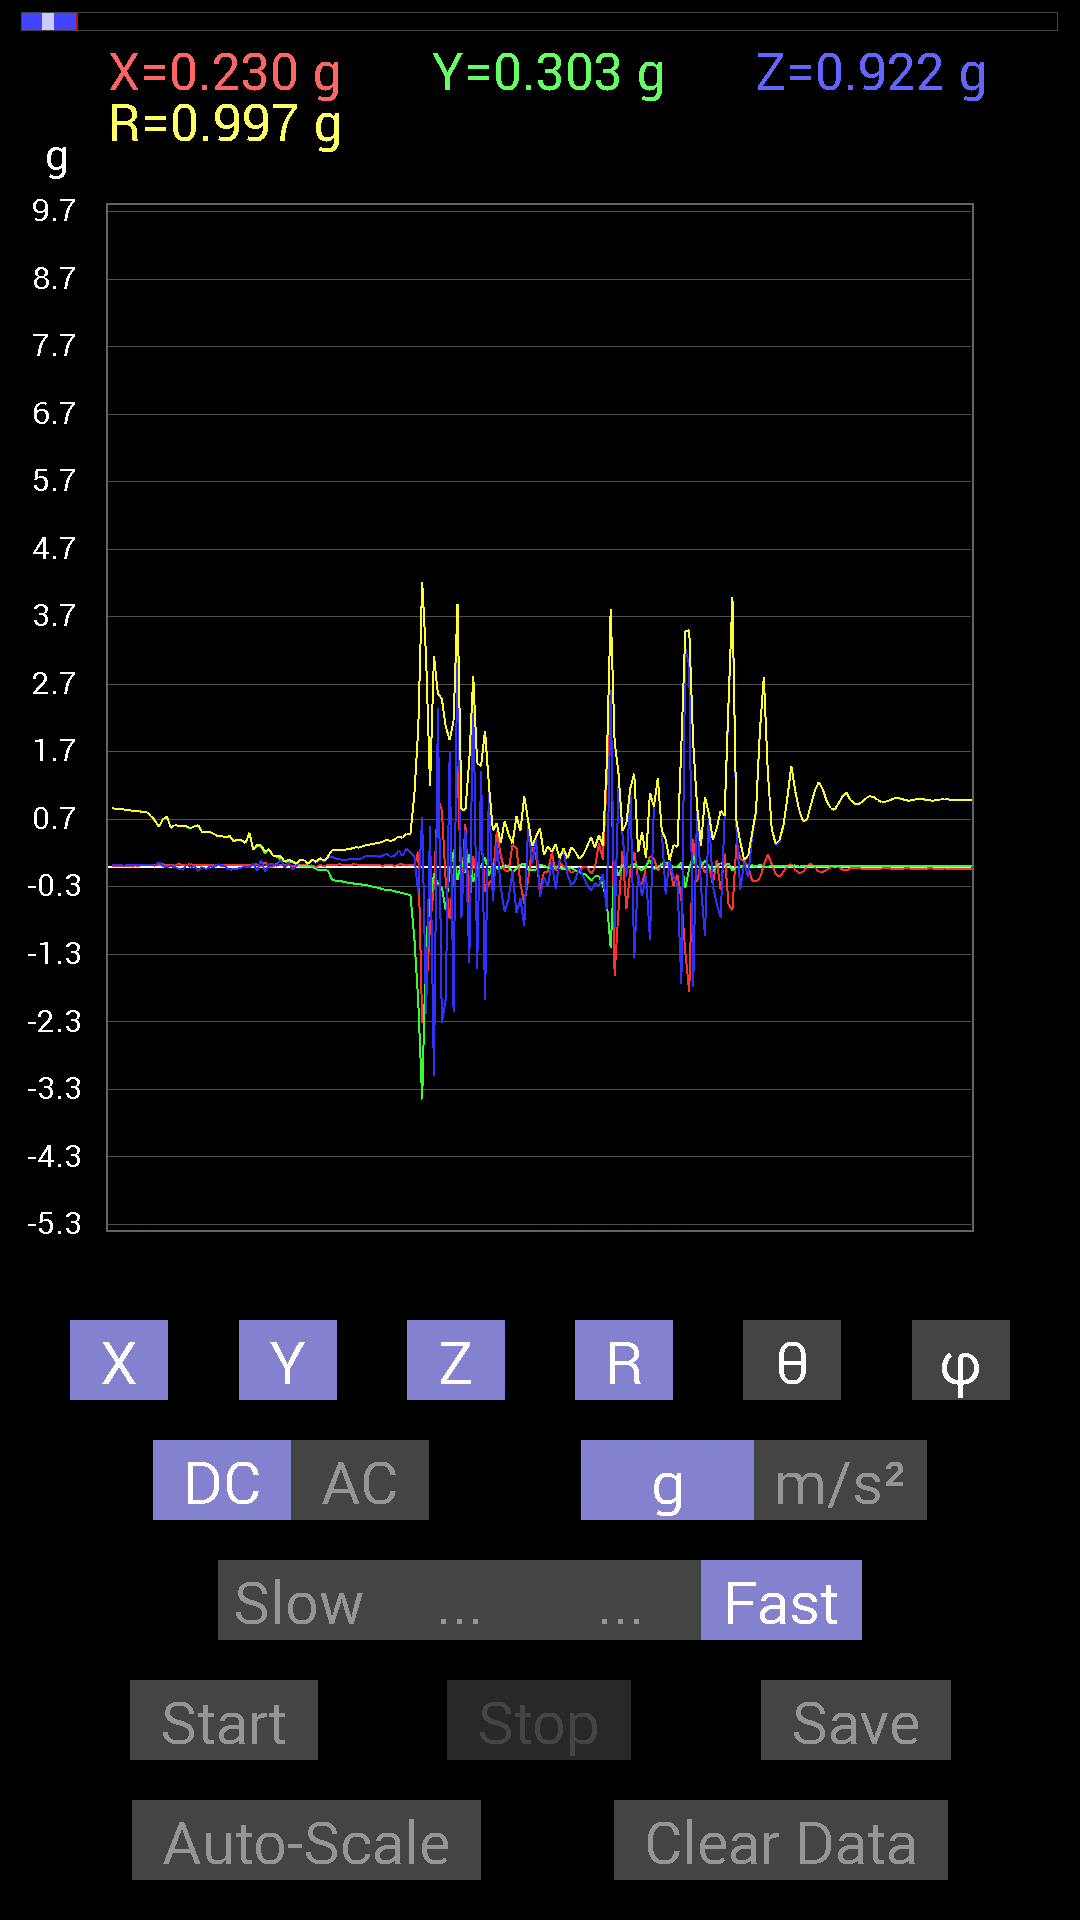 X=0.230 g Y=0.303 g Z=0.922 g
R=0.997 g
g
9.7
8.7
7.7
6.7
5.7
4.7
3.7
2.7
1.7
0.7
-0.3
-1.3
-2.3
-3.3
-4.3
-5.3
X Y Z R θ φ
DC AC g m/s²
Slow ... ... Fast
Start Stop Save
Auto-Scale Clear Data